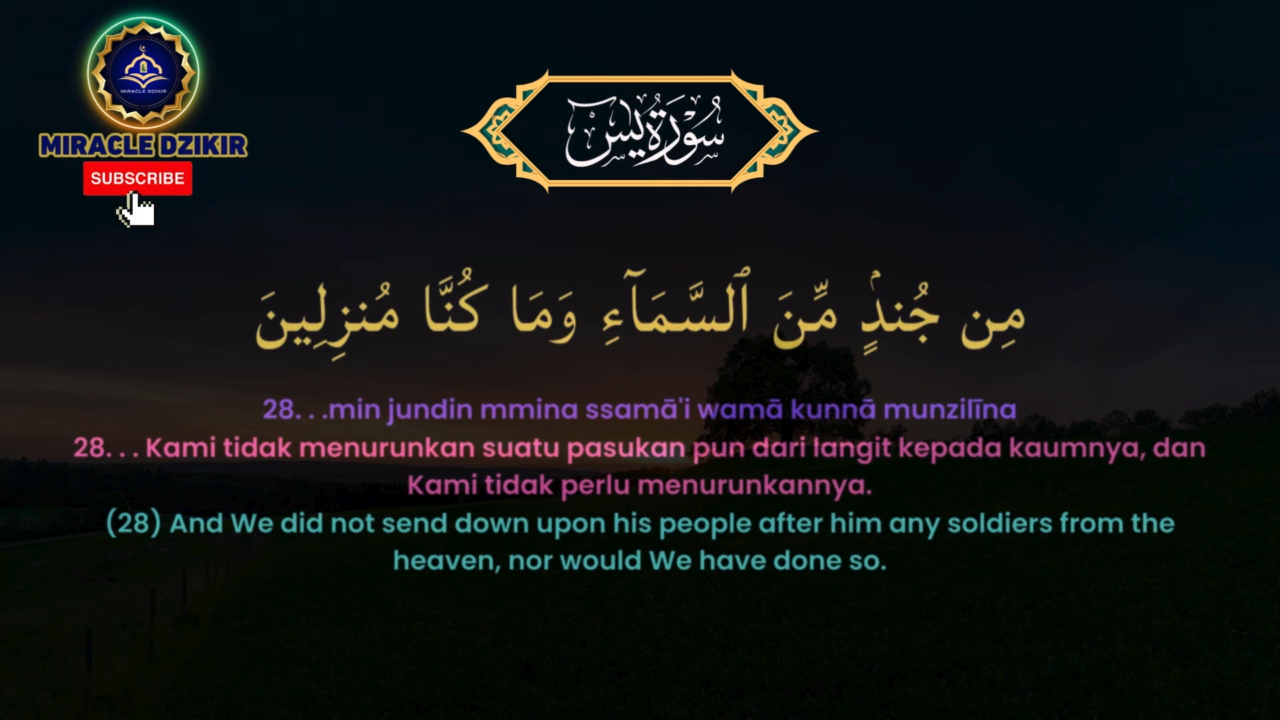 MIRACLE DZIKIR
MIRACLE DZIKIR
SUBSCRIBE
سُوْرَةُ يٰسٓ
مِن جُندٍۢ مِّنَ ٱلسَّمَآءِ وَمَا كُنَّا مُنزِلِينَ
28. . .min jundin mmina ssamā'i wamā kunnā munzilīna
28. . . Kami tidak menurunkan suatu pasukan pun dari langit kepada kaumnya, dan
Kami tidak perlu menurunkannya.
(28) And We did not send down upon his people after him any soldiers from the
heaven, nor would We have done so.